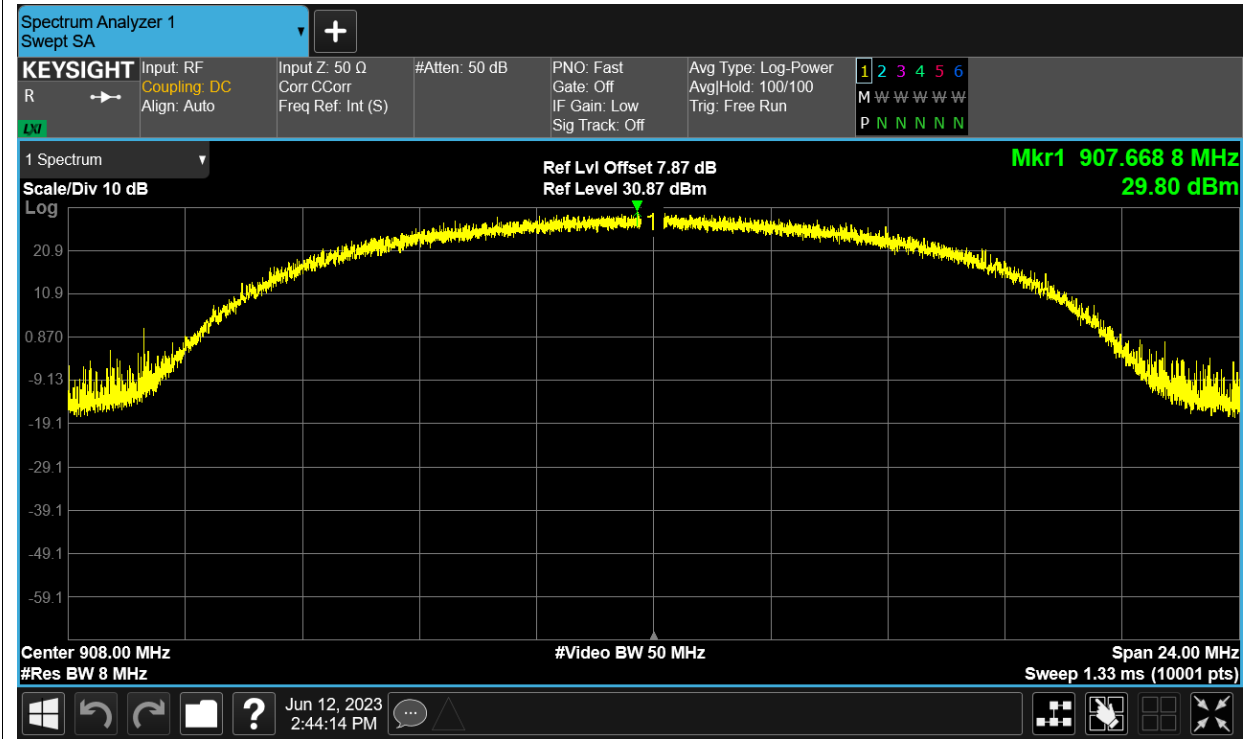 Spectrum Analyzer 1
Swept SA
KEYSIGHT
R
LXI
Input: RF
Coupling: DC
Align: Auto
Input Z: 50 Ω
Corr CCorr
Freq Ref: Int (S)
#Atten: 50 dB
PNO: Fast
Gate: Off
IF Gain: Low
Sig Track: Off
Avg Type: Log-Power
Avg|Hold: 100/100
Trig: Free Run
1 2 3 4 5 6
M W W W W W
P N N N N N
1 Spectrum
Scale/Div 10 dB
Log
Ref Lvl Offset 7.87 dB
Ref Level 30.87 dBm
Mkr1 907.668 8 MHz
29.80 dBm
1
20.9
10.9
0.870
-9.13
-19.1
-29.1
-39.1
-49.1
-59.1
Center 908.00 MHz
#Video BW 50 MHz
Span 24.00 MHz
#Res BW 8 MHz
Sweep 1.33 ms (10001 pts)
?
Jun 12, 2023
2:44:14 PM